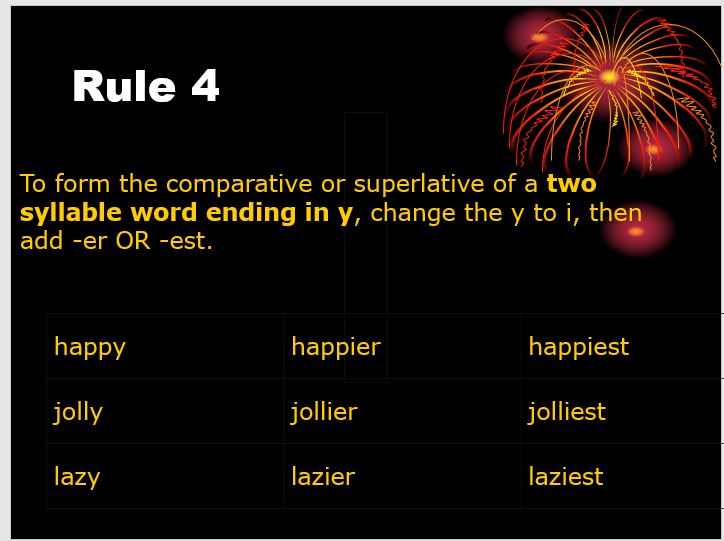 Rule 4
To form the comparative or superlative of a two
syllable word ending in y, change the y to i, then
add -er OR -est.
happy happier happiest
jolly jollier jolliest
lazy lazier laziest